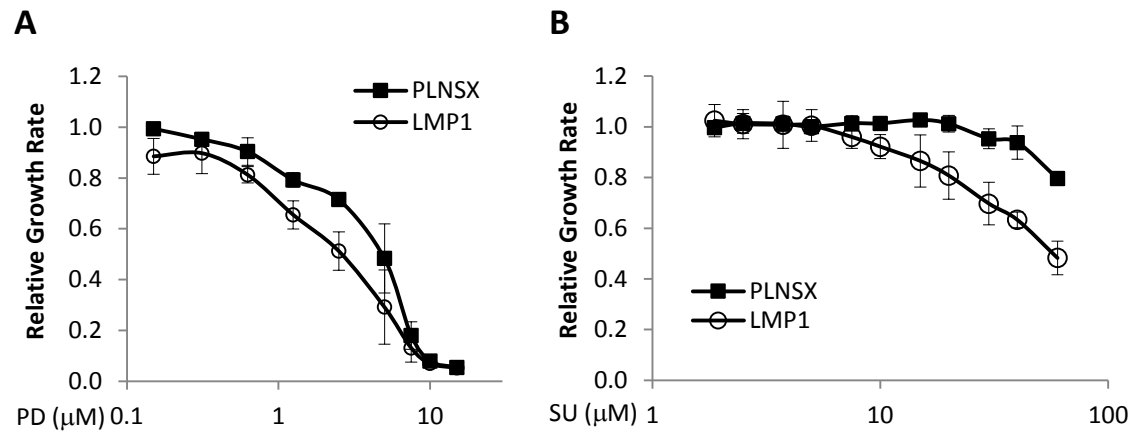 A
Relative Growth Rate
1.2
1.0
0.8
0.6
0.4
0.2
0.0
PLNSX
LMP1
PD (μM) 0.1 1 10
B
Relative Growth Rate
1.2
1.0
0.8
0.6
0.4
0.2
0.0
PLNSX
LMP1
SU (μM) 1 10 100